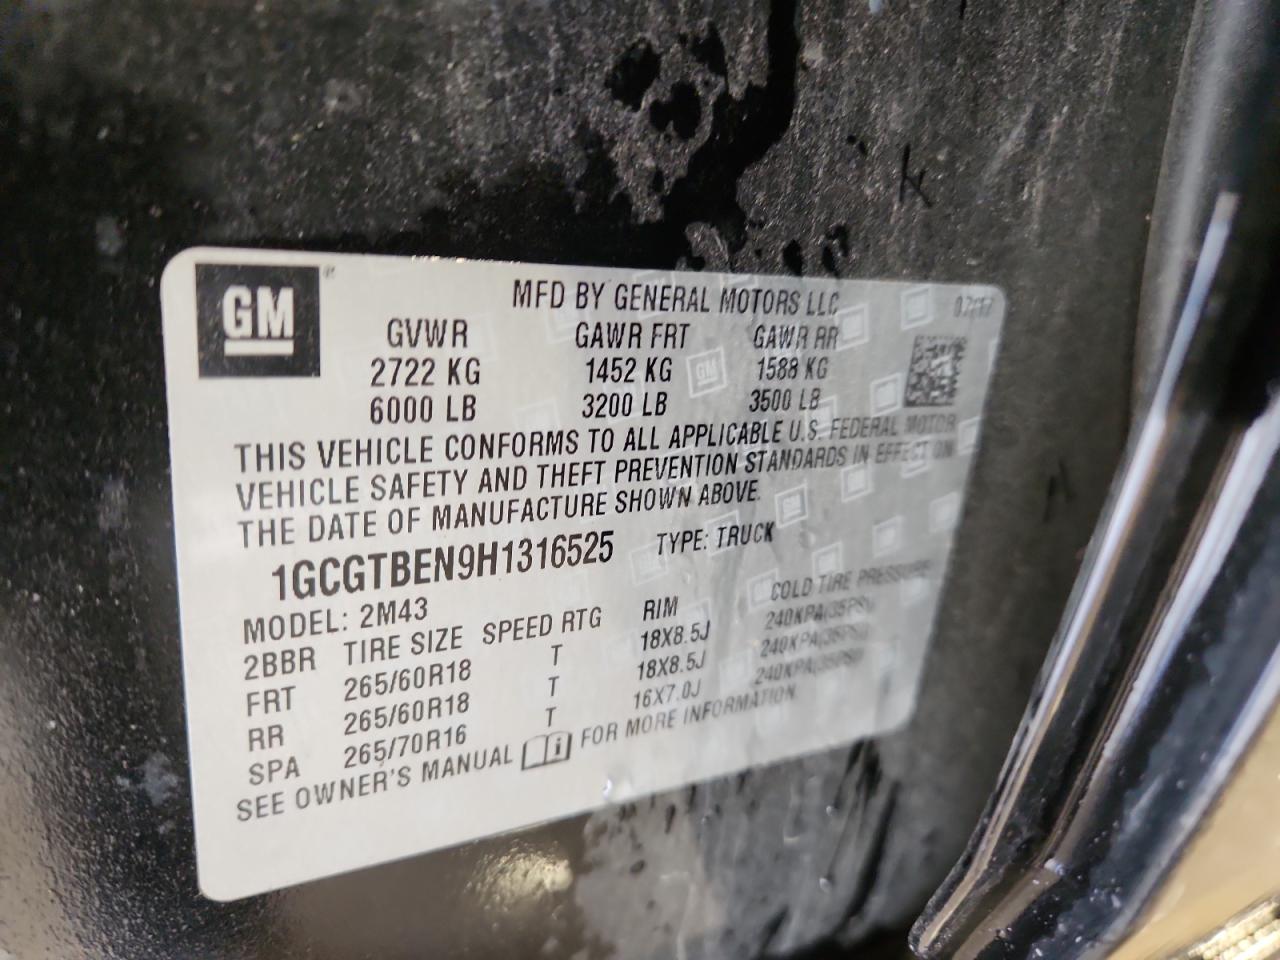 GM
MFD BY GENERAL MOTORS LLC
GVWR GAWR FRT GAWR RR
2722 KG 1452 KG 1588 KG
6000 LB 3200 LB 3500 LB
THIS VEHICLE CONFORMS TO ALL APPLICABLE U.S. FEDERAL MOTOR
VEHICLE SAFETY AND THEFT PREVENTION STANDARDS IN EFFECT ON
THE DATE OF MANUFACTURE SHOWN ABOVE.
1GCGTBEN9H1316525 TYPE: TRUCK
MODEL: 2M43
2BBR TIRE SIZE SPEED RTG RIM COLD TIRE PRESSURE
FRT 265/60R18 T 18X8.5J 240KPA(35PSI)
RR 265/60R18 T 18X8.5J 240KPA(35PSI)
SPA 265/70R16 T 16X7.0J 240KPA(35PSI)
SEE OWNER'S MANUAL FOR MORE INFORMATION